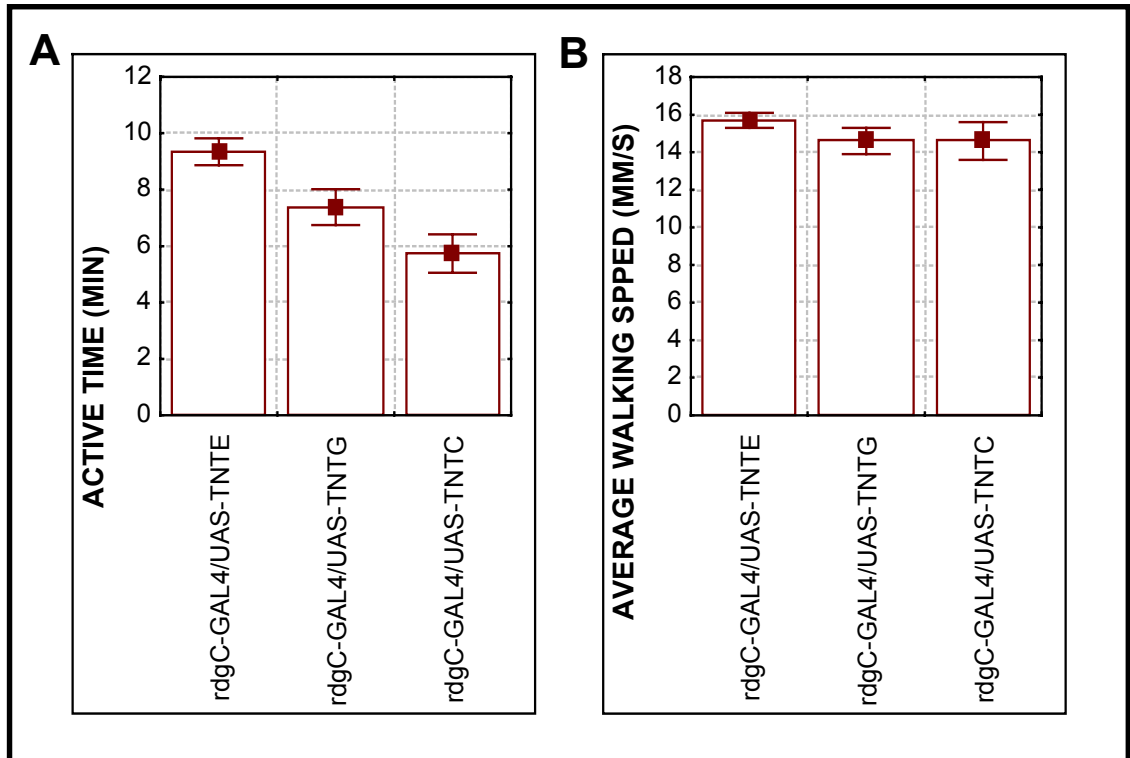 A
ACTIVE TIME (MIN)
12
10
8
6
4
2
0
rdgC-GAL4/UAS-TNTE
rdgC-GAL4/UAS-TNTG
rdgC-GAL4/UAS-TNTC
B
AVERAGE WALKING SPPED (MM/S)
18
16
14
12
10
8
6
4
2
0
rdgC-GAL4/UAS-TNTE
rdgC-GAL4/UAS-TNTG
rdgC-GAL4/UAS-TNTC